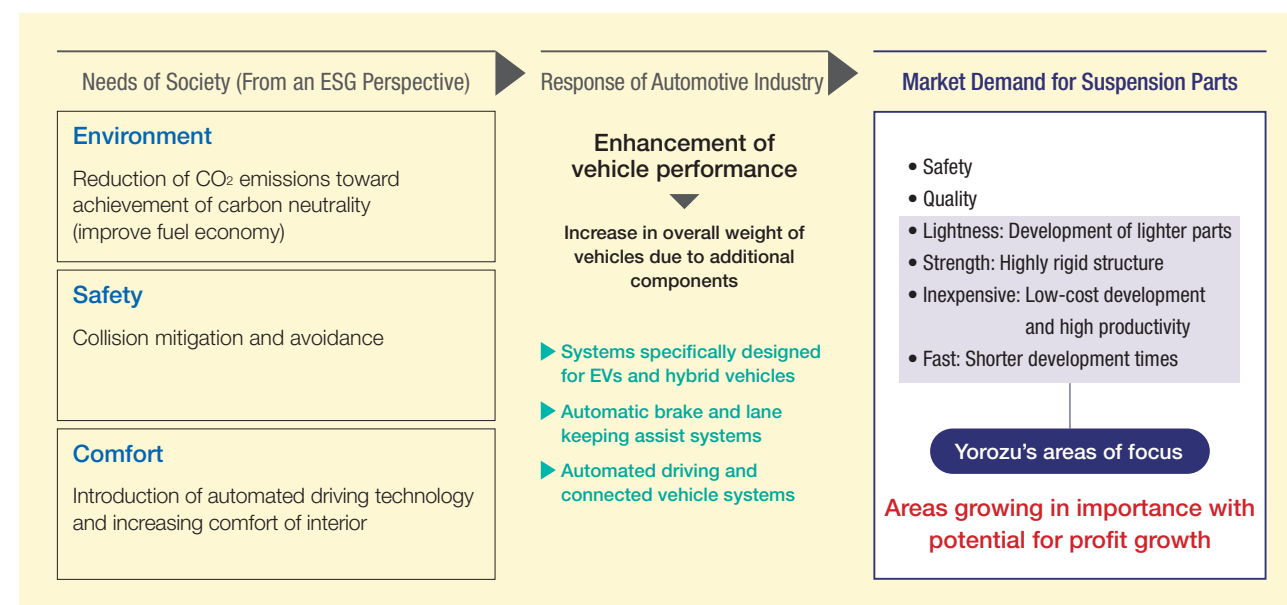 Needs of Society (From an ESG Perspective)
Response of Automotive Industry
Market Demand for Suspension Parts
Environment
Reduction of CO₂ emissions toward
achievement of carbon neutrality
(improve fuel economy)
Safety
Collision mitigation and avoidance
Comfort
Introduction of automated driving technology
and increasing comfort of interior
Enhancement of
vehicle performance
Increase in overall weight of
vehicles due to additional
components
Systems specifically designed
for EVs and hybrid vehicles
Automatic brake and lane
keeping assist systems
Automated driving and
connected vehicle systems
• Safety
• Quality
• Lightness: Development of lighter parts
• Strength: Highly rigid structure
• Inexpensive: Low-cost development
and high productivity
• Fast: Shorter development times
Yorozu's areas of focus
Areas growing in importance with
potential for profit growth